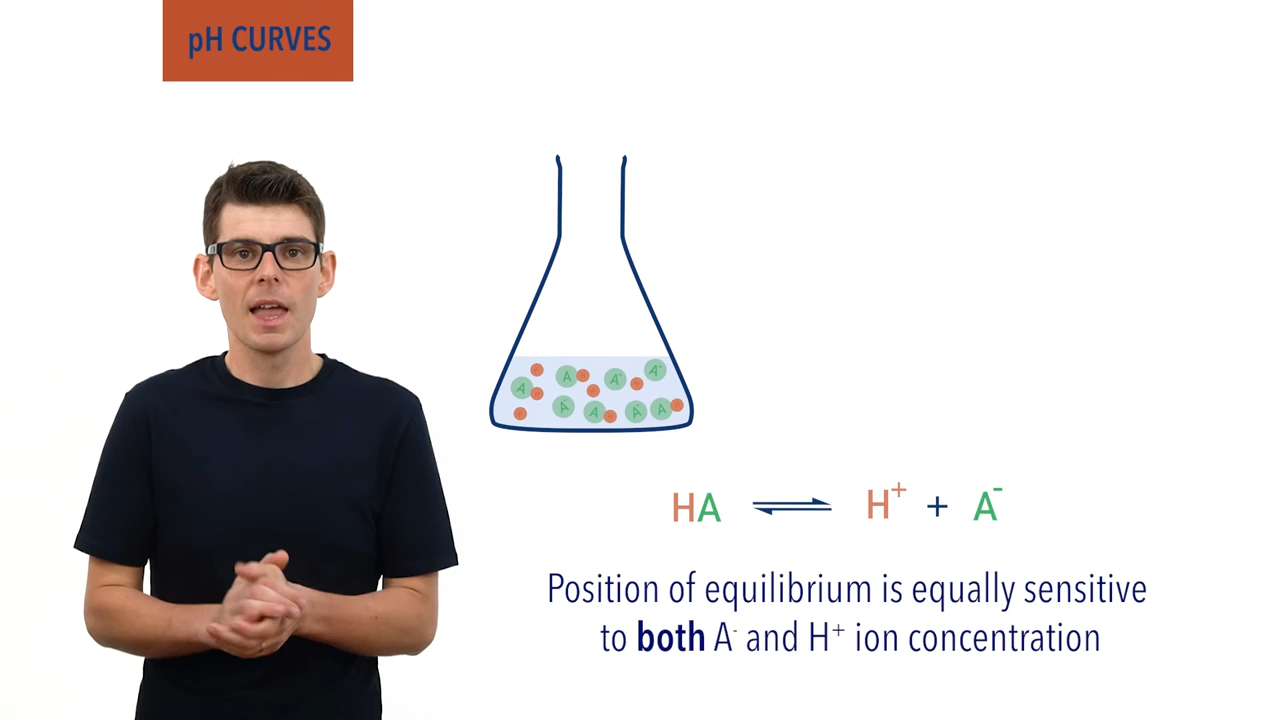 pH CURVES
A A⁻ A⁻
A
A⁻ A A⁻ A
HA ⇌ H⁺ + A⁻
Position of equilibrium is equally sensitive
to both A⁻ and H⁺ ion concentration